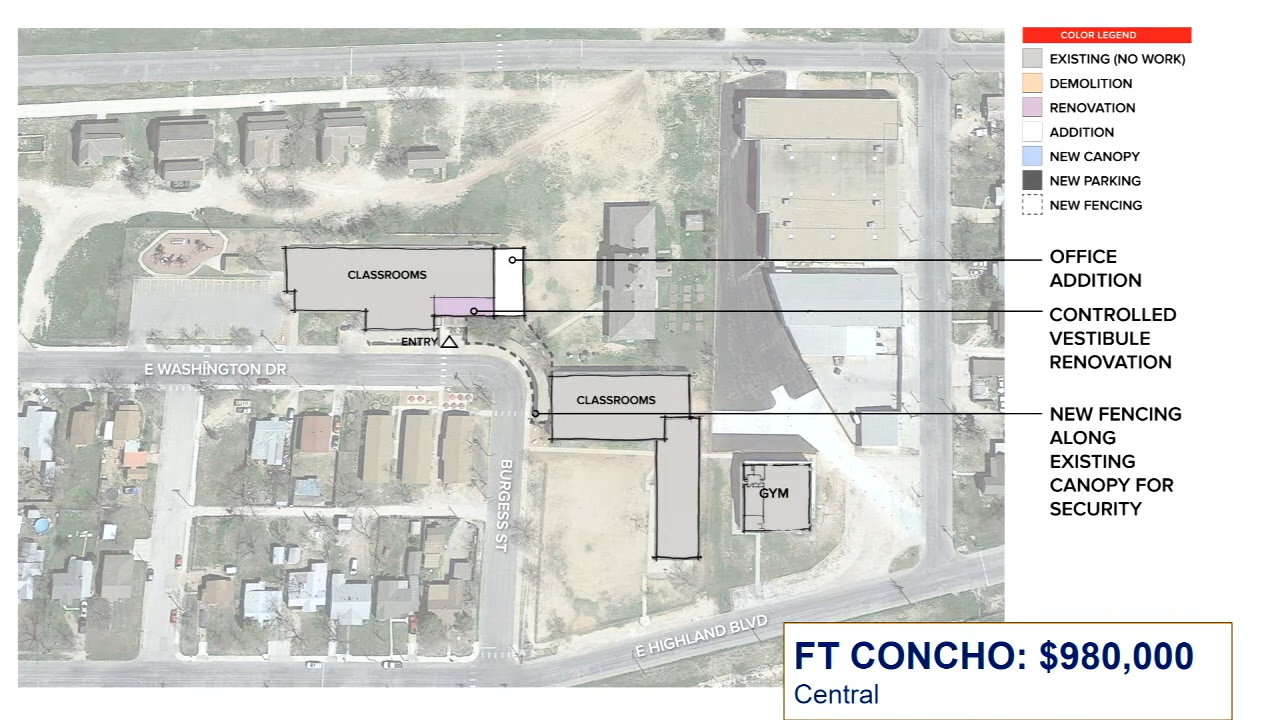 COLOR LEGEND
EXISTING (NO WORK)
DEMOLITION
RENOVATION
ADDITION
NEW CANOPY
NEW PARKING
NEW FENCING
CLASSROOMS
OFFICE
ADDITION
CONTROLLED
VESTIBULE
RENOVATION
ENTRY
E WASHINGTON DR
CLASSROOMS
NEW FENCING
ALONG
EXISTING
CANOPY FOR
SECURITY
BURGESS ST
GYM
E HIGHLAND BLVD
FT CONCHO: $980,000
Central